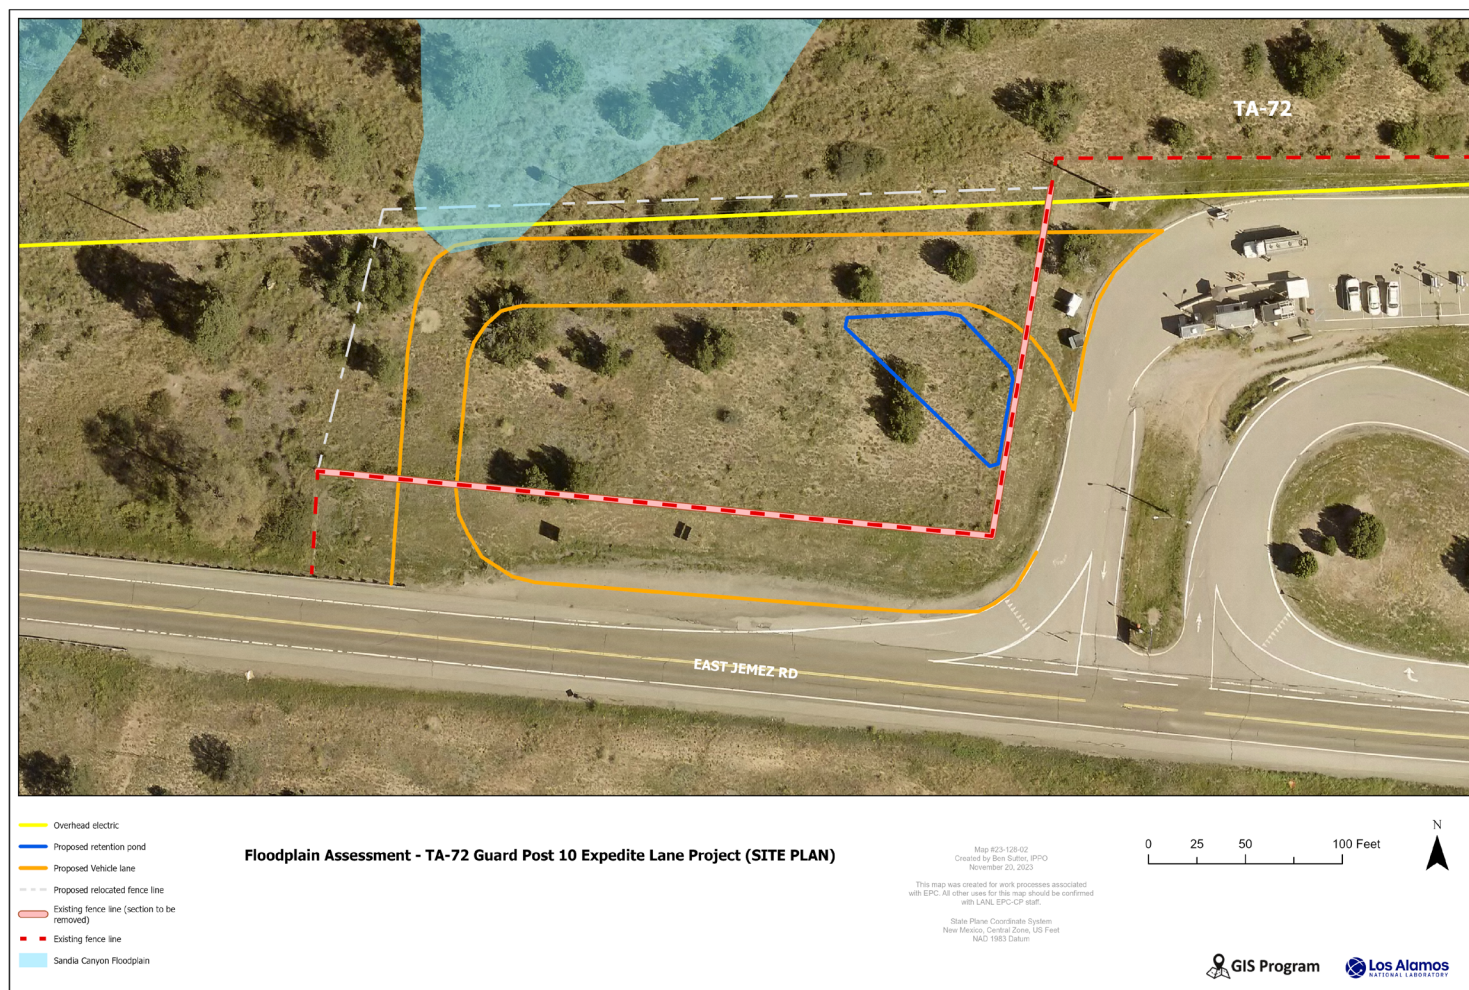 TA-72
EAST JEMEZ RD
Overhead electric
Proposed retention pond
Proposed Vehicle lane
Proposed relocated fence line
Existing fence line (section to be
removed)
Existing fence line
Sandia Canyon Floodplain
Floodplain Assessment - TA-72 Guard Post 10 Expedite Lane Project (SITE PLAN)
Map #23-128-02
Created by Ben Sutter, IPPO
November 20, 2023
This map was created for work processes associated
with EPC. All other uses for this map should be confirmed
with LANL EPC-CP staff.
State Plane Coordinate System
New Mexico, Central Zone, US Feet
NAD 1983 Datum
0 25 50 100 Feet
N
GIS Program
Los Alamos
NATIONAL LABORATORY